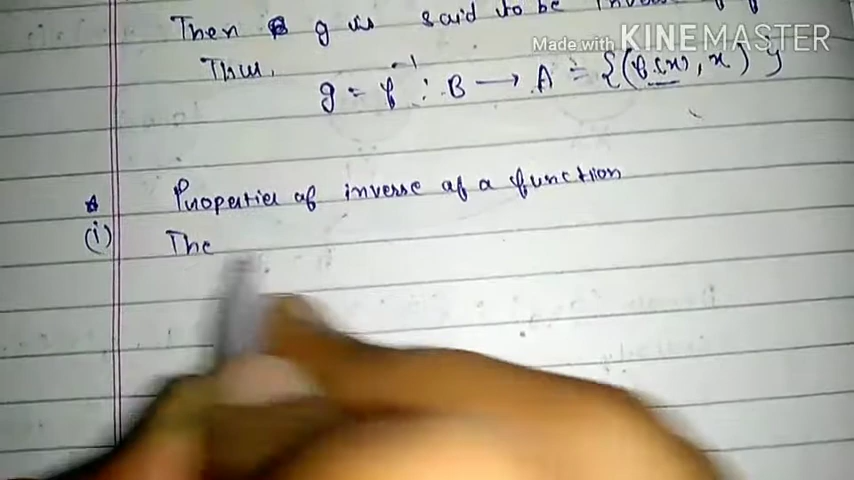 Then g is said to be
Made with KINEMASTER
Thus,
g = f⁻¹ : B → A = {(f(x), x)}
Properties of inverse of a function
(i) The